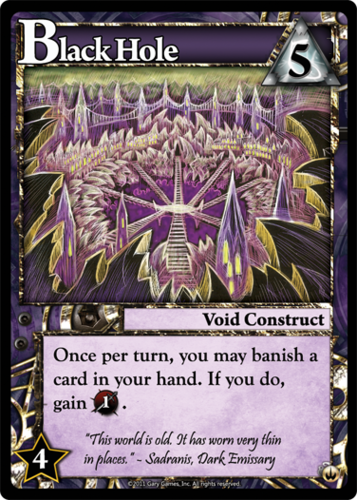 Black Hole
5
Void Construct
Once per turn, you may banish a
card in your hand. If you do,
gain 1 .
"This world is old. It has worn very thin
in places." - Sadranis, Dark Emissary
4
©2011 Gary Games, Inc. All rights reserved.